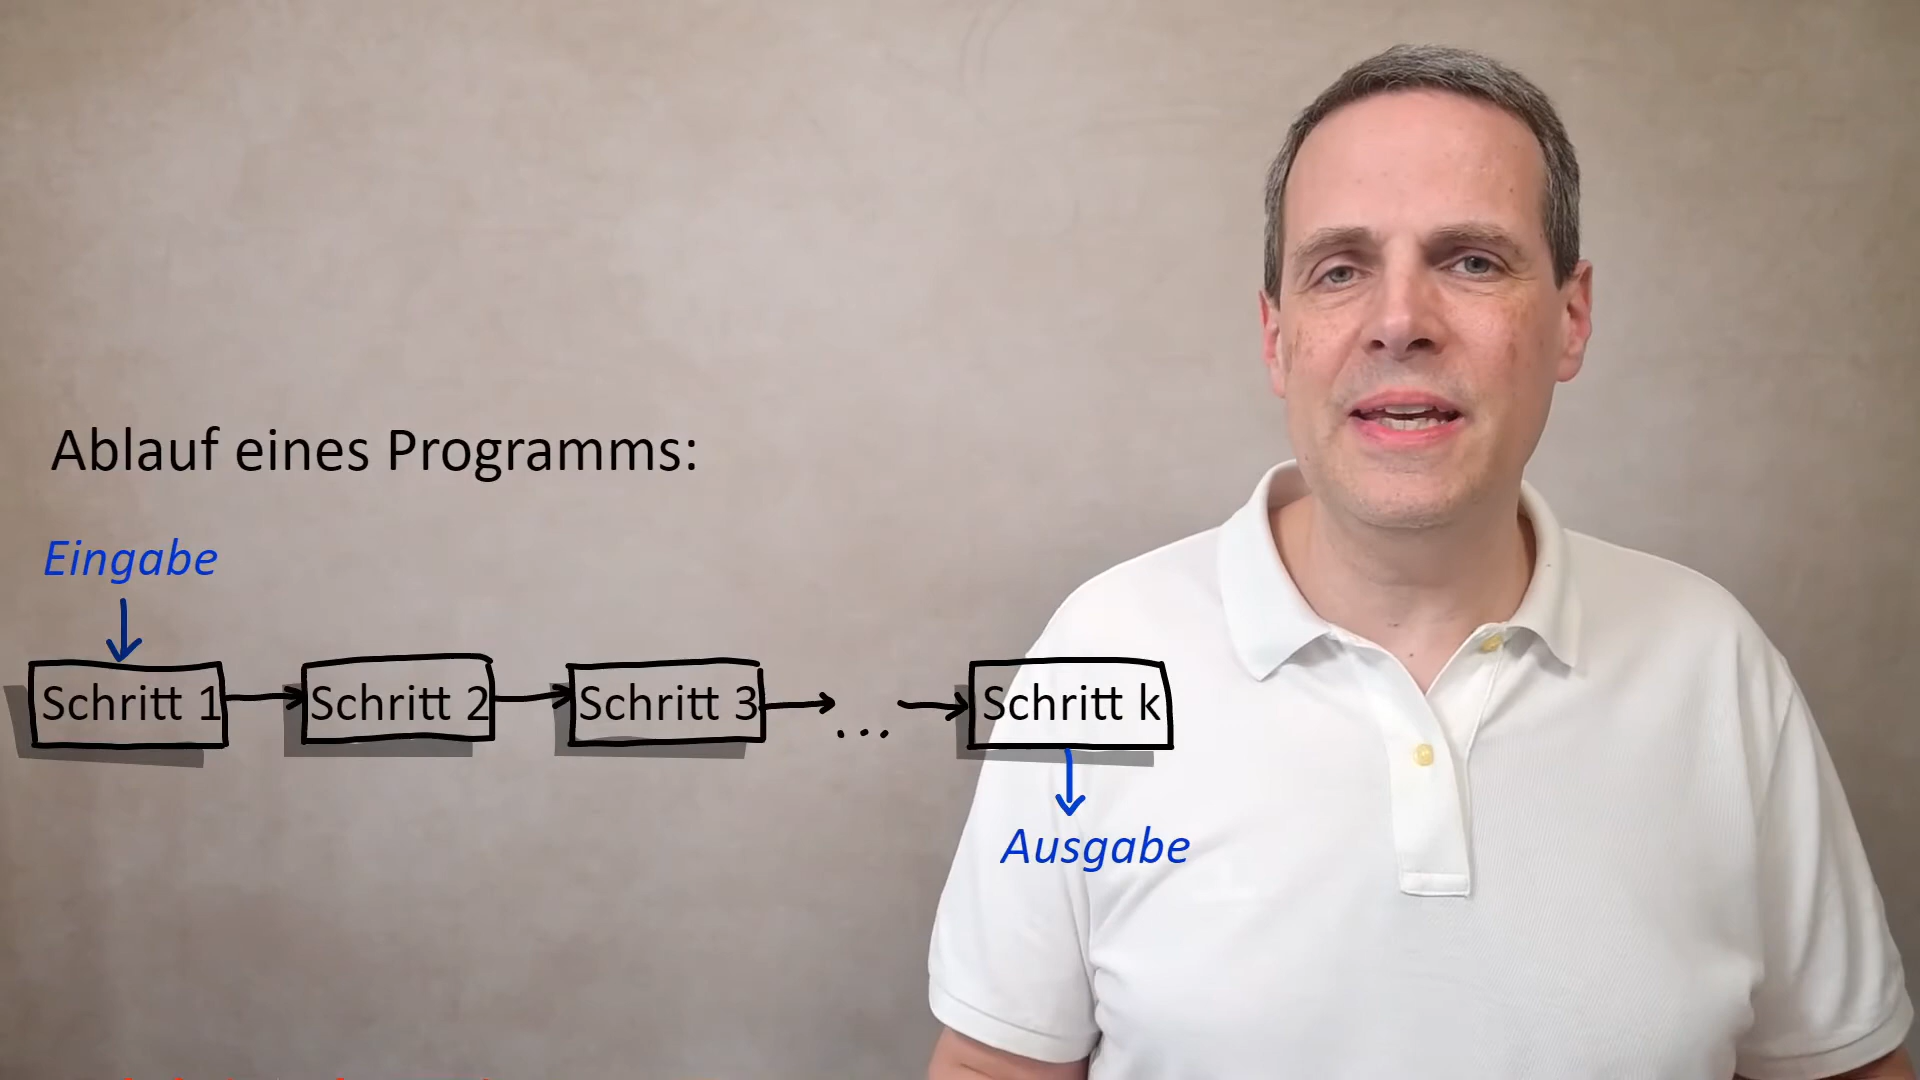 Ablauf eines Programms:
Eingabe
Schritt 1 Schritt 2 Schritt 3 ... Schritt k
Ausgabe